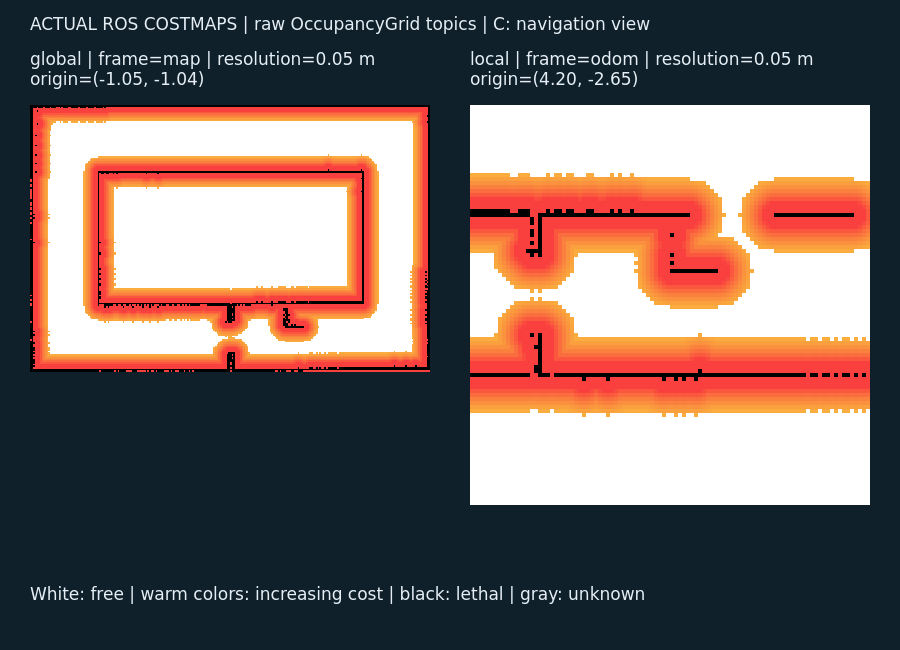 ACTUAL ROS COSTMAPS | raw OccupancyGrid topics | C: navigation view
global | frame=map | resolution=0.05 m
origin=(-1.05, -1.04)
local | frame=odom | resolution=0.05 m
origin=(4.20, -2.65)
White: free | warm colors: increasing cost | black: lethal | gray: unknown